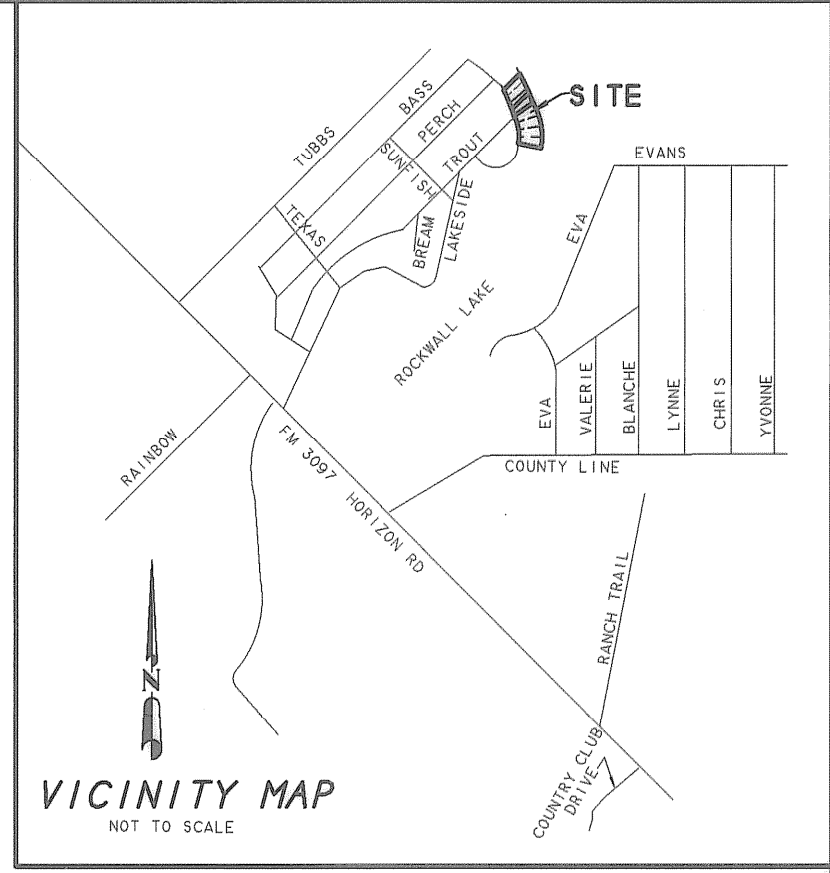 SITE
BASS
PERCH
TUBBS
TROUT
SUNFISH
EVANS
TEXAS
LAKESIDE
BREAM
EVA
ROCKWALL LAKE
EVA
VALERIE
BLANCHE
LYNNE
CHRIS
YVONNE
RAINBOW
FM 3097 HORIZON RD
COUNTY LINE
RANCH TRAIL
N
COUNTRY CLUB
DRIVE
VICINITY MAP
NOT TO SCALE